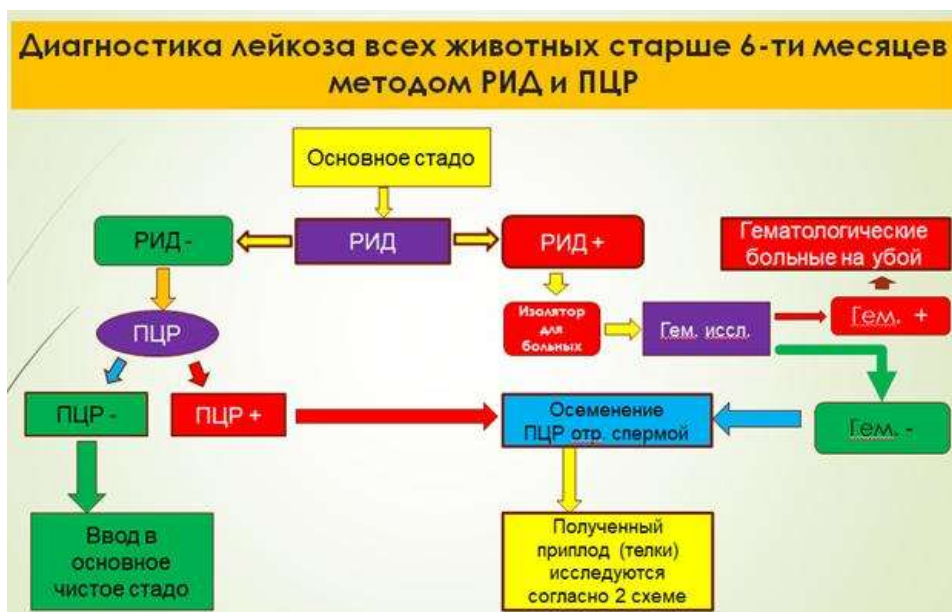 Диагностика лейкоза всех животных старше 6-ти месяцев
методом РИД и ПЦР
Основное стадо
РИД -
РИД
РИД +
Гематологические
больные на убой
ПЦР
Изолятор
для
больных
Гем. иссл.
Гем. +
ПЦР -
ПЦР +
Осеменение
ПЦР отр. спермой
Гем. -
Ввод в
основное
чистое стадо
Полученный
приплод (телки)
исследуются
согласно 2 схеме